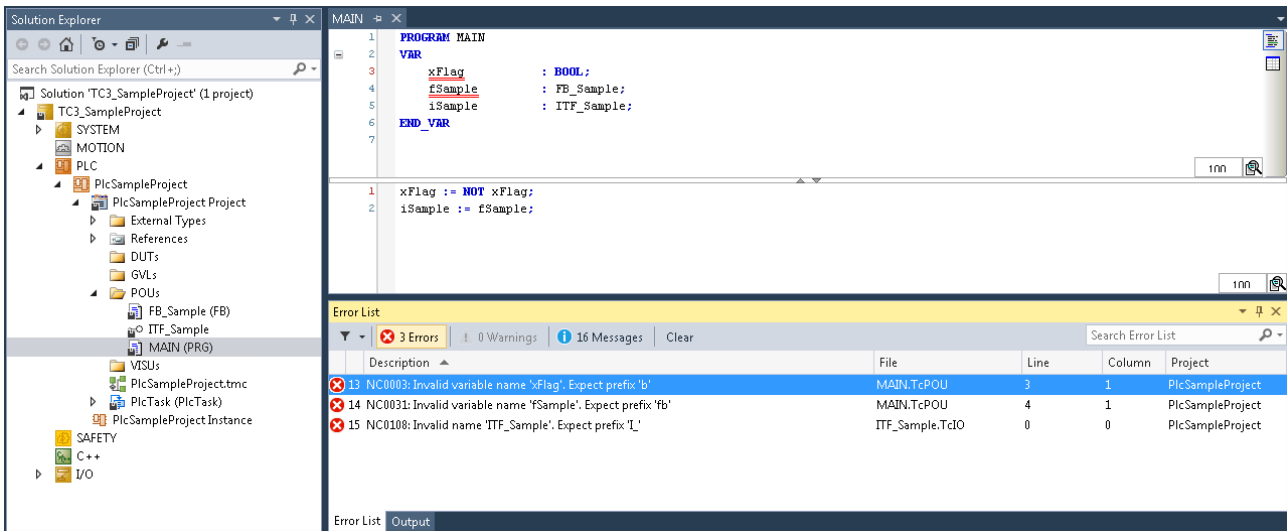 Solution Explorer
Search Solution Explorer (Ctrl+;)
Solution 'TC3_SampleProject' (1 project)
TC3_SampleProject
SYSTEM
MOTION
PLC
PlcSampleProject
PlcSampleProject Project
External Types
References
DUTs
GVLs
POUs
FB_Sample (FB)
ITF_Sample
MAIN (PRG)
VISUs
PlcSampleProject.tmc
PlcTask (PlcTask)
PlcSampleProject Instance
SAFETY
C++
I/O
MAIN
1 PROGRAM MAIN
2 VAR
3 xFlag : BOOL;
4 fSample : FB_Sample;
5 iSample : ITF_Sample;
6 END_VAR
7
100
1 xFlag := NOT xFlag;
2 iSample := fSample;
100
Error List
3 Errors 0 Warnings 16 Messages Clear Search Error List
Description File Line Column Project
13 NC0003: Invalid variable name 'xFlag'. Expect prefix 'b' MAIN.TcPOU 3 1 PlcSampleProject
14 NC0031: Invalid variable name 'fSample'. Expect prefix 'fb' MAIN.TcPOU 4 1 PlcSampleProject
15 NC0108: Invalid name 'ITF_Sample'. Expect prefix 'I_' ITF_Sample.TcIO 0 0 PlcSampleProject
Error List Output